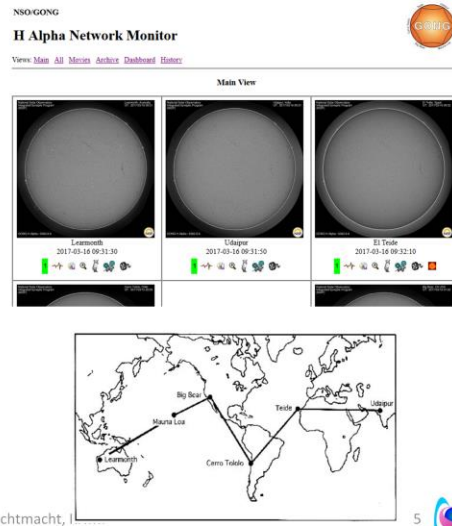 NSO/GONG
GONG
H Alpha Network Monitor
Views: Main All Movies Archive Dashboard History
Main View
Learmonth
2017-03-16 09:31:30
Udaipur
2017-03-16 09:31:50
El Teide
2017-03-16 09:32:10
Big Bear
Mauna Loa
Learmonth
Cerro Tololo
Teide
Udaipur
chtmacht,
5